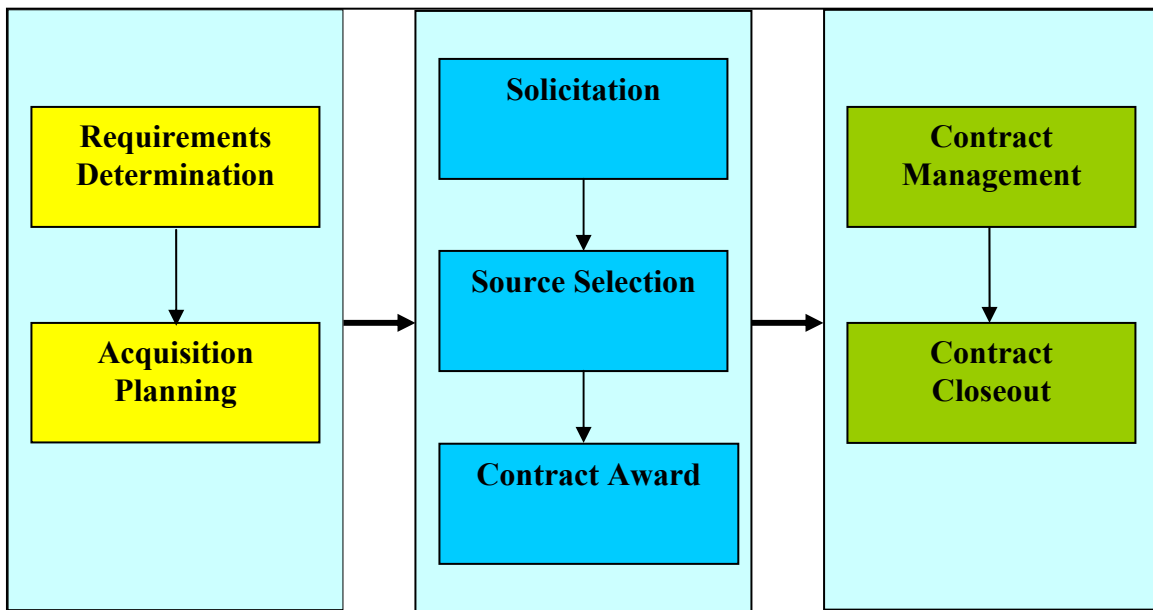 Requirements
Determination
Acquisition
Planning
Solicitation
Source Selection
Contract Award
Contract
Management
Contract
Closeout